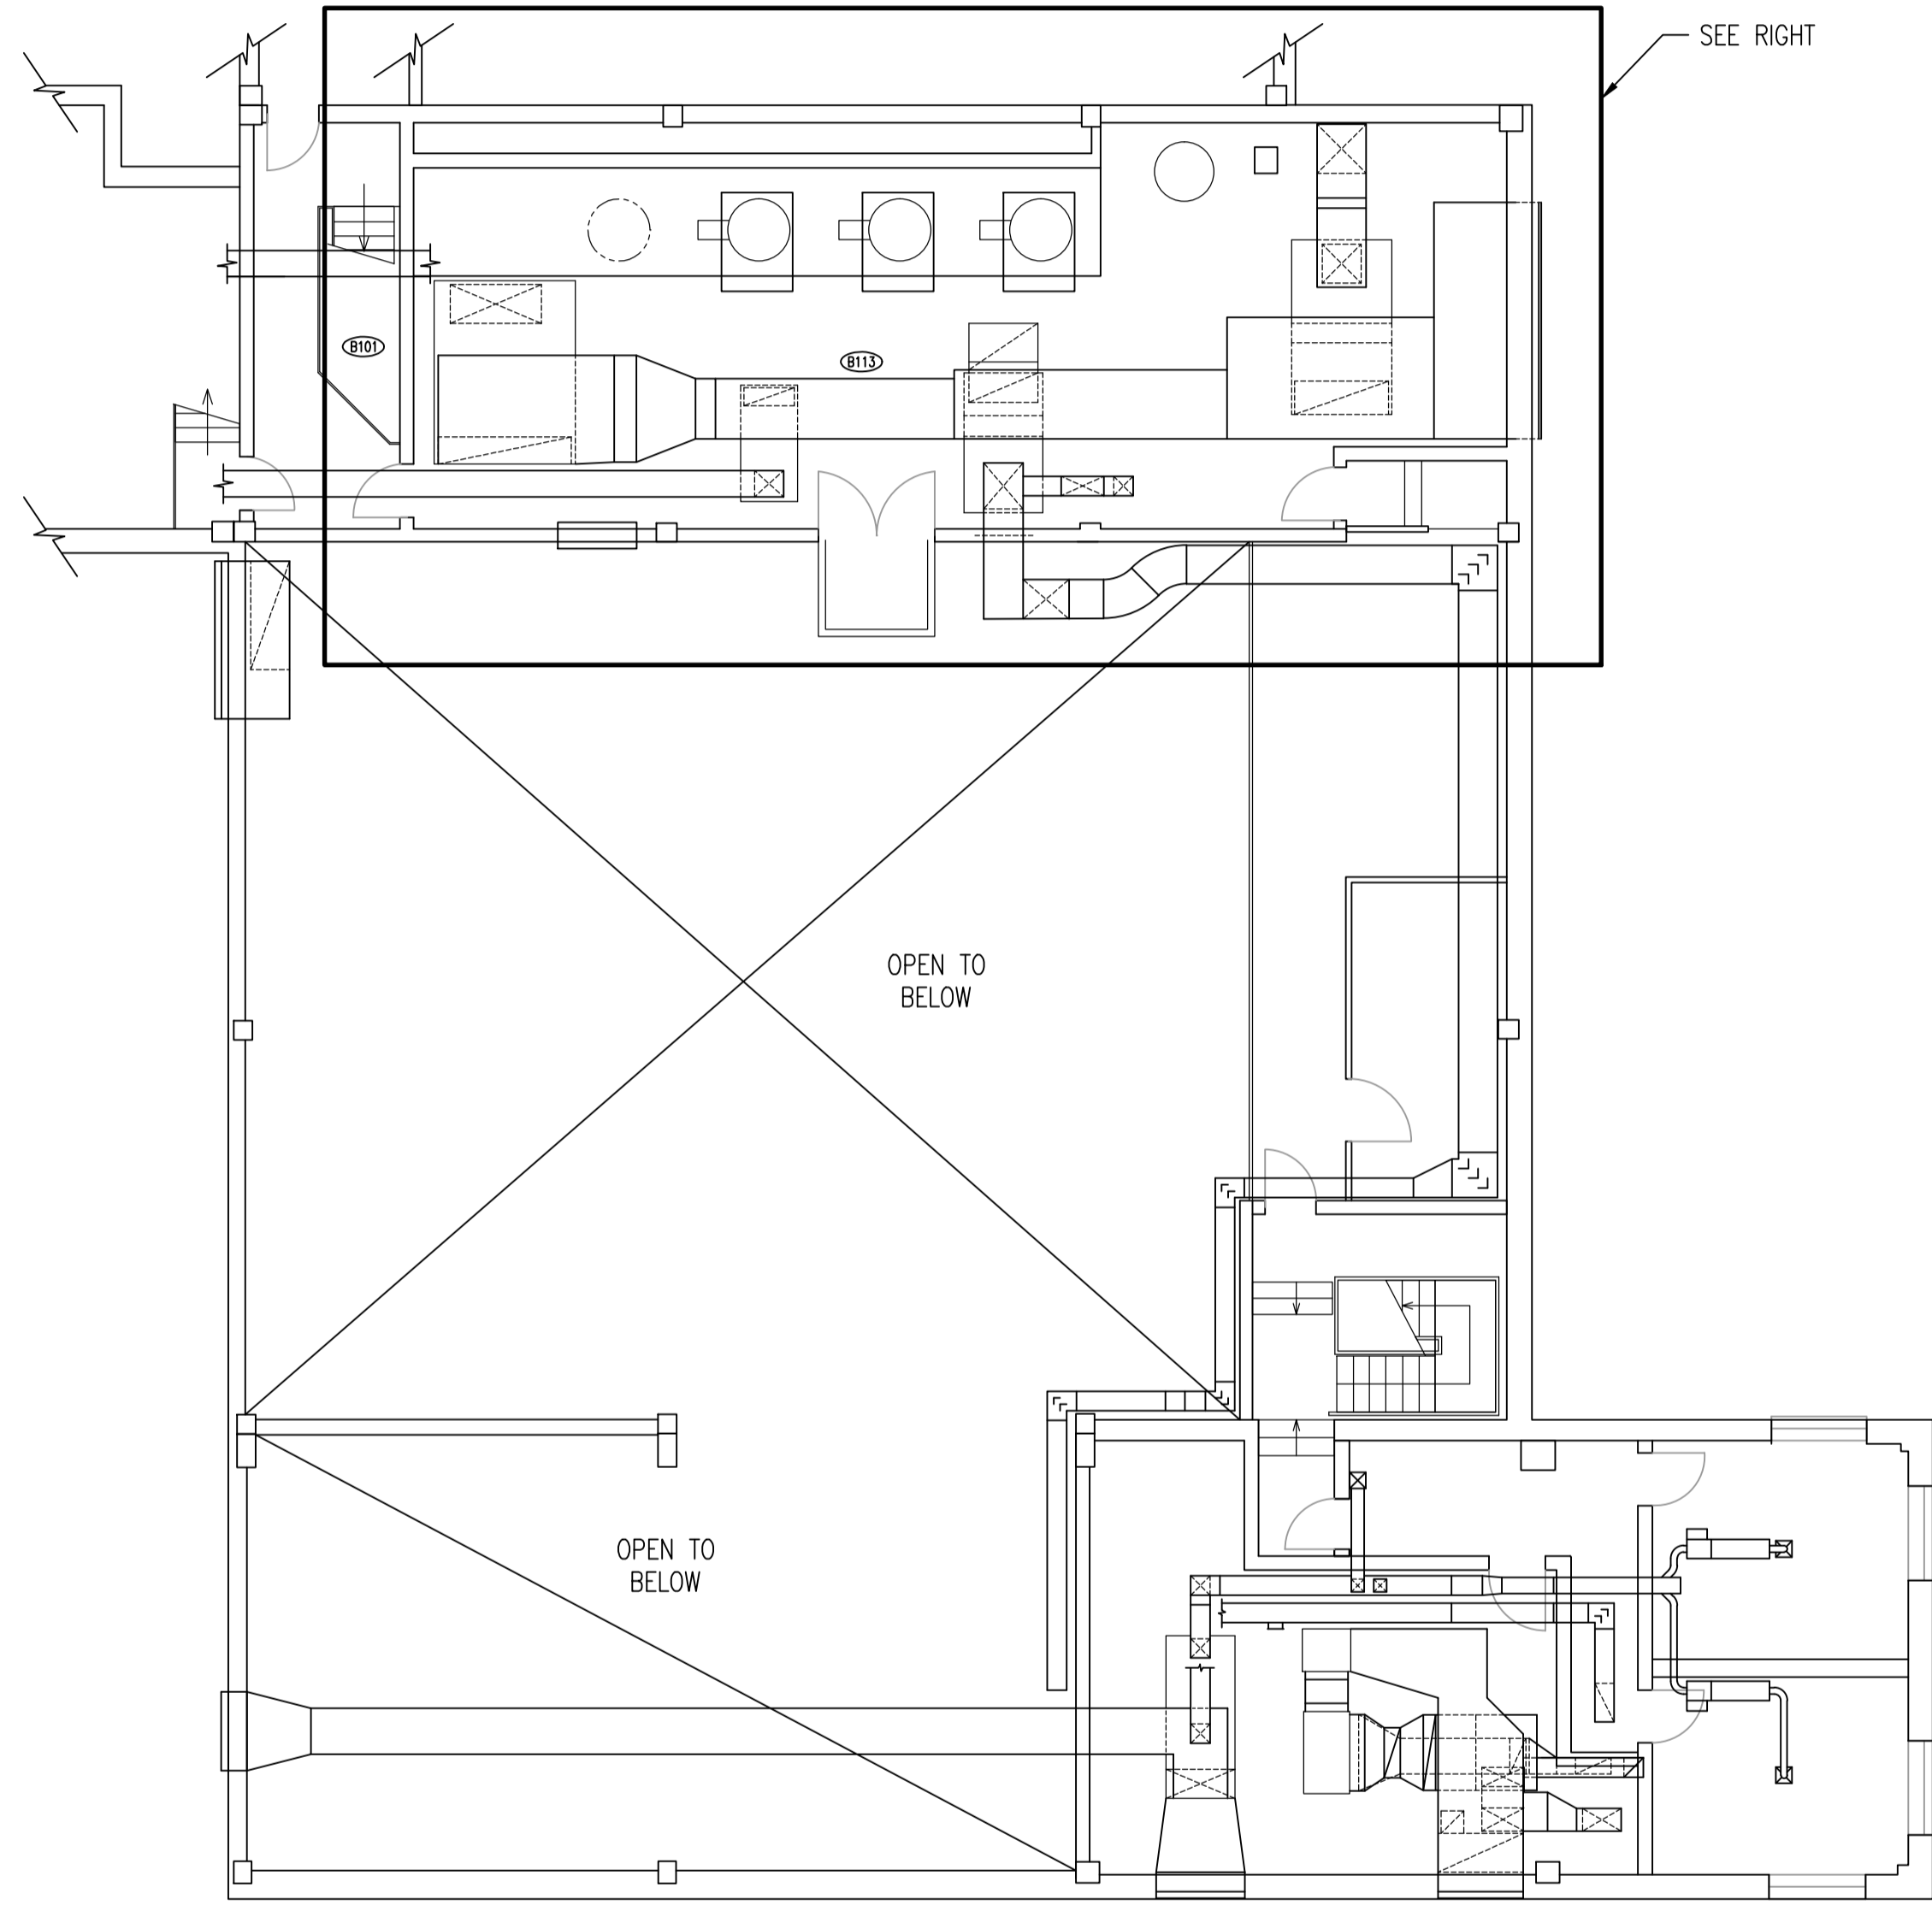 SEE RIGHT
B101
B113
OPEN TO
BELOW
OPEN TO
BELOW